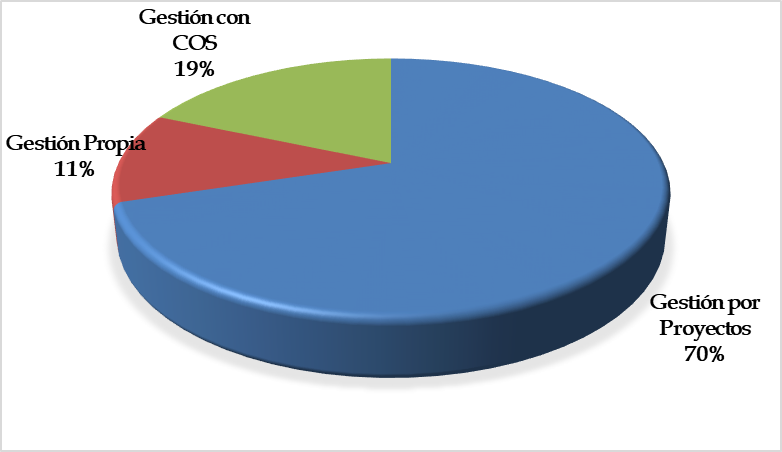 Gestión con
COS
19%
Gestión Propia
11%
Gestión por
Proyectos
70%